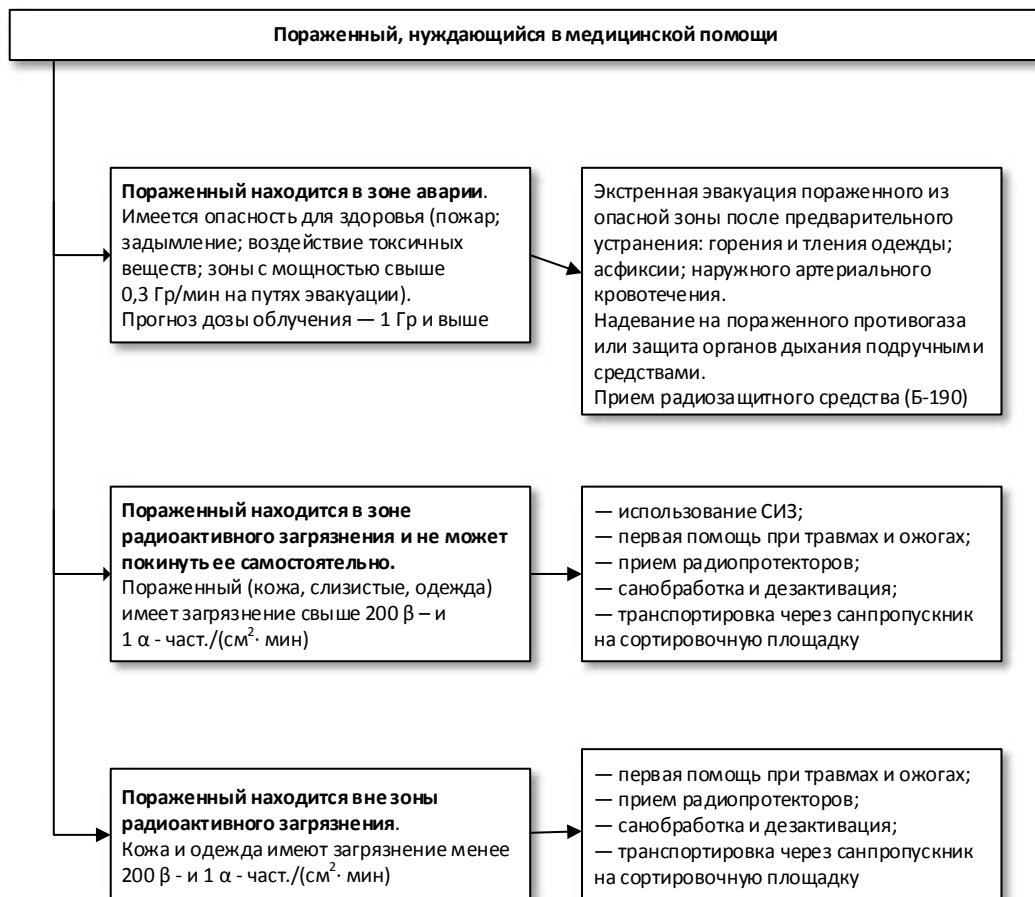 Пораженный, нуждающийся в медицинской помощи
Пораженный находится в зоне аварии.
Имеется опасность для здоровья (пожар;
задымление; воздействие токсичных
веществ; зоны с мощностью свыше
0,3 Гр/мин на путях эвакуации).
Прогноз дозы облучения — 1 Гр и выше
Экстренная эвакуация пораженного из
опасной зоны после предварительного
устранения: горения и тления одежды;
асфиксии; наружного артериального
кровотечения.
Надевание на пораженного противогаза
или защита органов дыхания подручными
средствами.
Прием радиозащитного средства (Б-190)
Пораженный находится в зоне
радиоактивного загрязнения и не может
покинуть ее самостоятельно.
Пораженный (кожа, слизистые, одежда)
имеет загрязнение свыше 200 β – и
1 α - част./(см²· мин)
— использование СИЗ;
— первая помощь при травмах и ожогах;
— прием радиопротекторов;
— санобработка и дезактивация;
— транспортировка через санпропускник
на сортировочную площадку
Пораженный находится вне зоны
радиоактивного загрязнения.
Кожа и одежда имеют загрязнение менее
200 β - и 1 α - част./(см²· мин)
— первая помощь при травмах и ожогах;
— прием радиопротекторов;
— санобработка и дезактивация;
— транспортировка через санпропускник
на сортировочную площадку